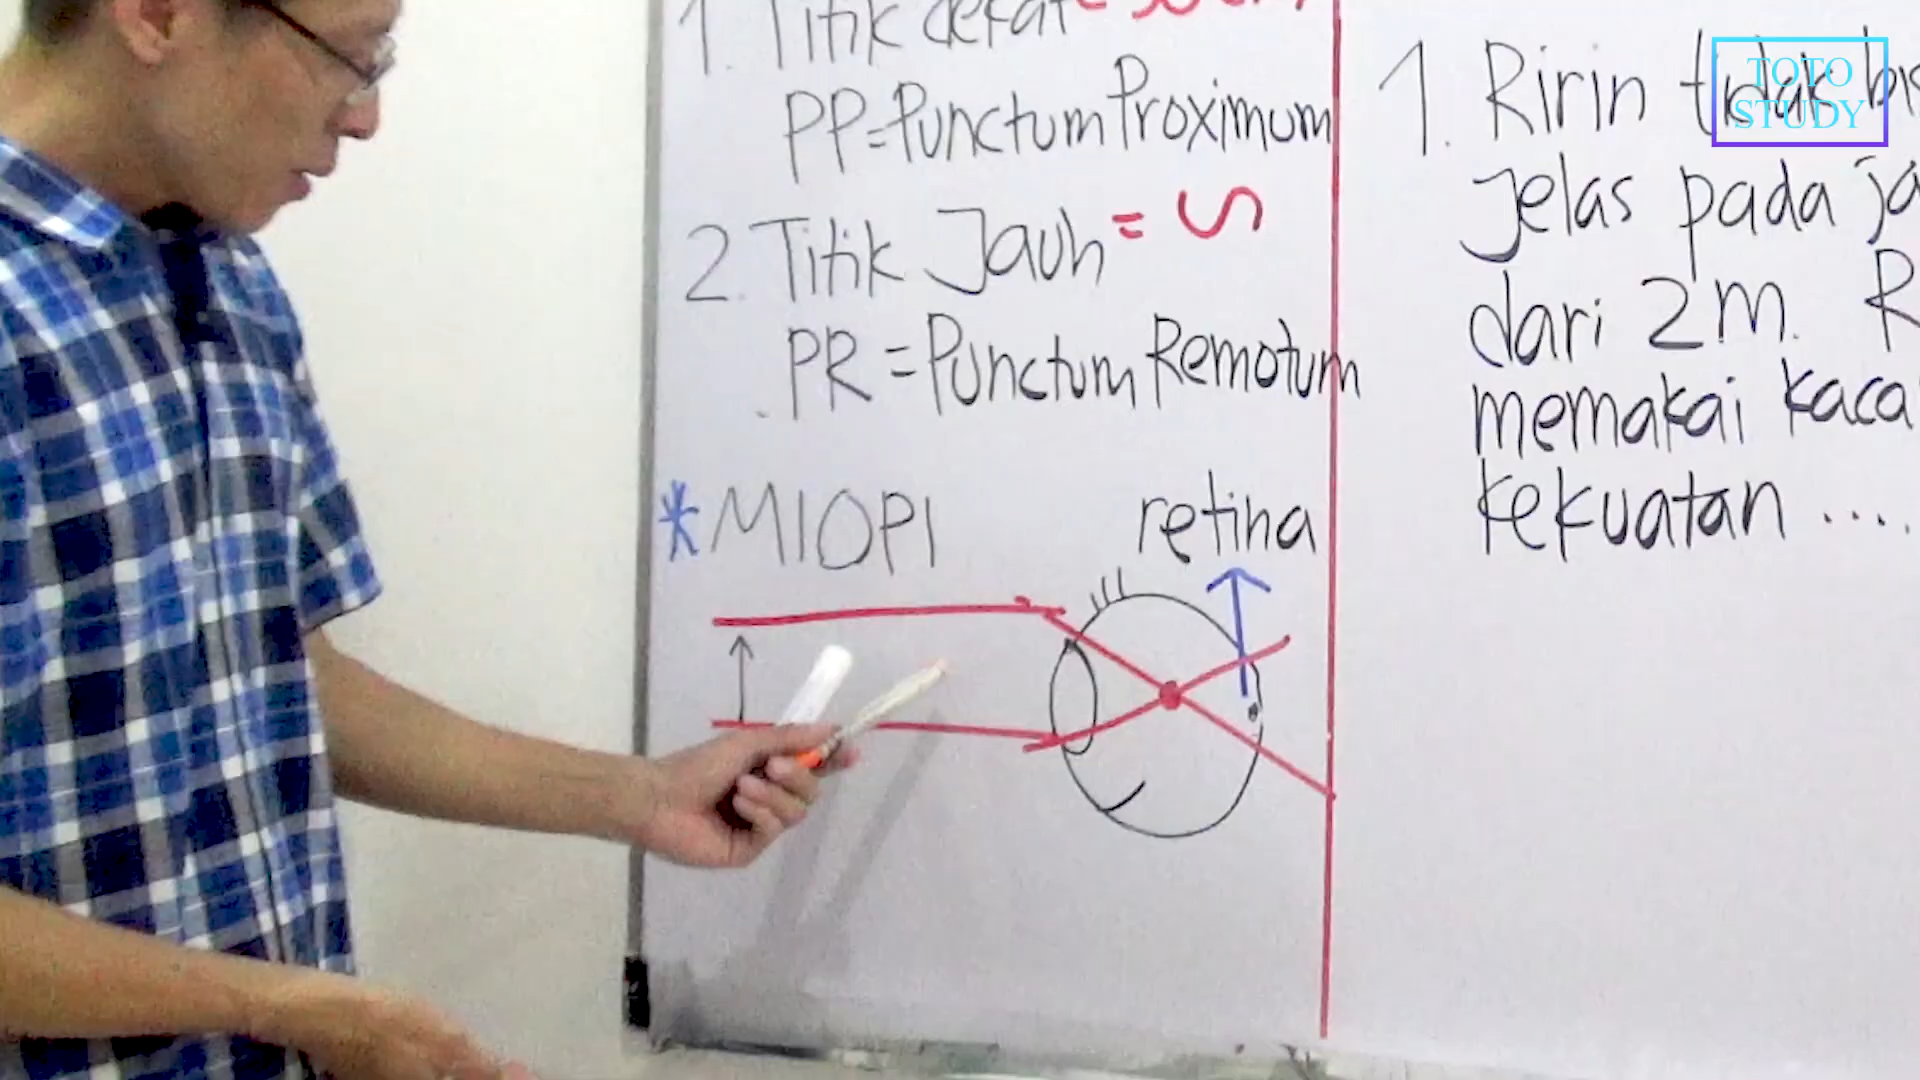 1. Titik dekat
PP=Punctum Proximum
2. Titik Jauh =
PR = Punctum Remotum
*MIOPI
retina
1. Ririn tidak
jelas pada
dari 2m.
memakai kaca
kekuatan ....
TOTO
STUDY